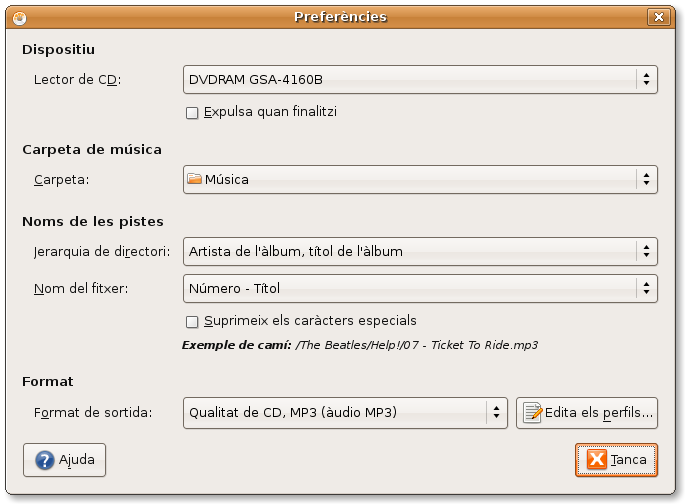 Preferències
Dispositiu
Lector de CD: DVDRAM GSA-4160B
Expulsa quan finalitzi
Carpeta de música
Carpeta: Música
Noms de les pistes
Jerarquia de directori: Artista de l'àlbum, títol de l'àlbum
Nom del fitxer: Número - Títol
Suprimeix els caràcters especials
Exemple de camí: /The Beatles/Help!/07 - Ticket To Ride.mp3
Format
Format de sortida: Qualitat de CD, MP3 (àudio MP3) Edita els perfils...
Ajuda Tanca